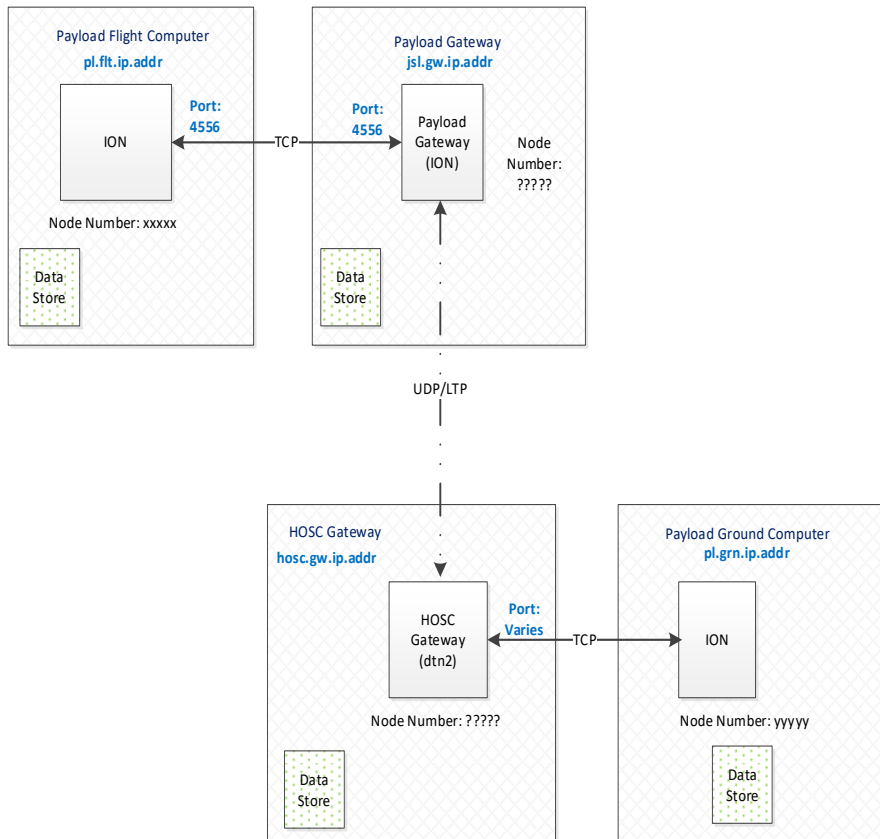 Payload Flight Computer
pl.flt.ip.addr
ION
Port:
4556
Node Number: xxxxx
Data
Store
TCP
Payload Gateway
jsl.gw.ip.addr
Port:
4556
Payload
Gateway
(ION)
Node
Number:
?????
Data
Store
UDP/LTP
HOSC Gateway
hosc.gw.ip.addr
HOSC
Gateway
(dtn2)
Port:
Varies
Node Number: ?????
Data
Store
TCP
Payload Ground Computer
pl.grn.ip.addr
ION
Node Number: yyyyy
Data
Store